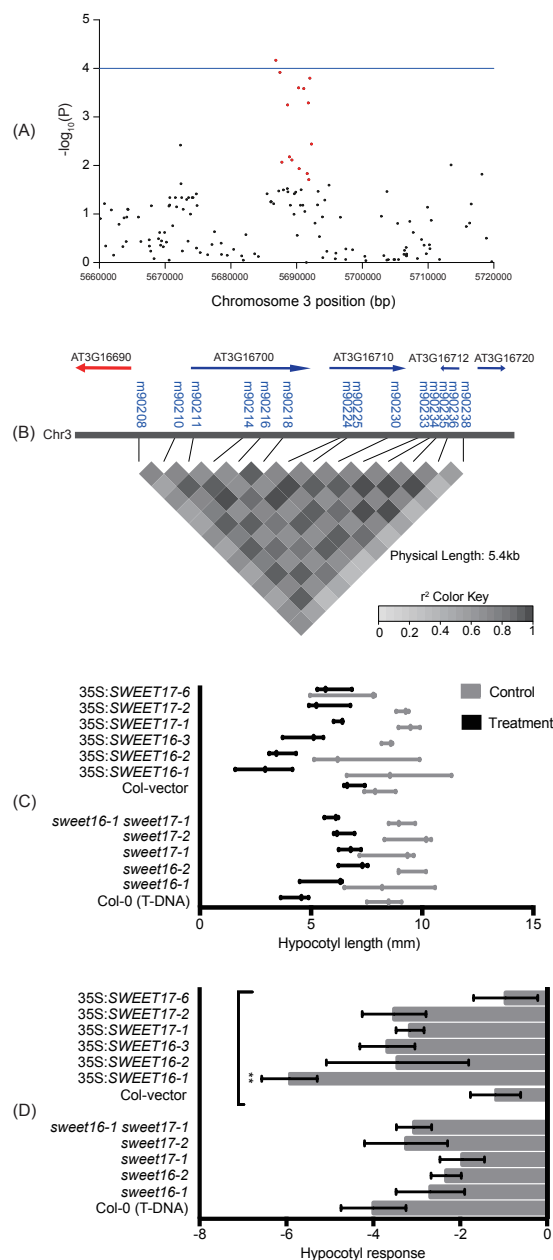 (A)
-log10(P)
5
4
3
2
1
0
5660000 5670000 5680000 5690000 5700000 5710000 5720000
Chromosome 3 position (bp)
(B)
AT3G16690 AT3G16700 AT3G16710 AT3G16712 AT3G16720
m90208 m90210 m90211 m90214 m90216 m90218 m90224 m90225 m90230 m90233 m90234 m90235 m90236 m90238
Chr3
Physical Length: 5.4kb
r² Color Key
0 0.2 0.4 0.6 0.8 1
(C)
Control
Treatment
35S:SWEET17-6
35S:SWEET17-2
35S:SWEET17-1
35S:SWEET16-3
35S:SWEET16-2
35S:SWEET16-1
Col-vector
sweet16-1 sweet17-1
sweet17-2
sweet17-1
sweet16-2
sweet16-1
Col-0 (T-DNA)
0 5 10 15
Hypocotyl length (mm)
(D)
35S:SWEET17-6
35S:SWEET17-2
35S:SWEET17-1
35S:SWEET16-3
35S:SWEET16-2
35S:SWEET16-1
Col-vector
**
sweet16-1 sweet17-1
sweet17-2
sweet17-1
sweet16-2
sweet16-1
Col-0 (T-DNA)
-8 -6 -4 -2 0
Hypocotyl response